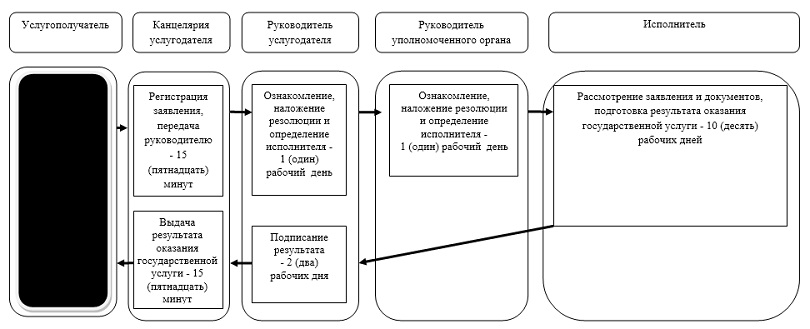 Услугополучатель
Канцелярия
услугодателя
Руководитель
услугодателя
Руководитель
уполномоченного органа
Исполнитель
Регистрация
заявления,
передача
руководителю
- 15
(пятнадцать)
минут
Ознакомление,
наложение
резолюции и
определение
исполнителя -
1 (один)
рабочий день
Ознакомление,
наложение резолюции
и определение
исполнителя -
1 (один) рабочий день
Рассмотрение заявления и документов,
подготовка результата оказания
государственной услуги - 10 (десять)
рабочих дней
Выдача
результата
оказания
государственной
услуги - 15
(пятнадцать)
минут
Подписание
результата
- 2 (два)
рабочих дня